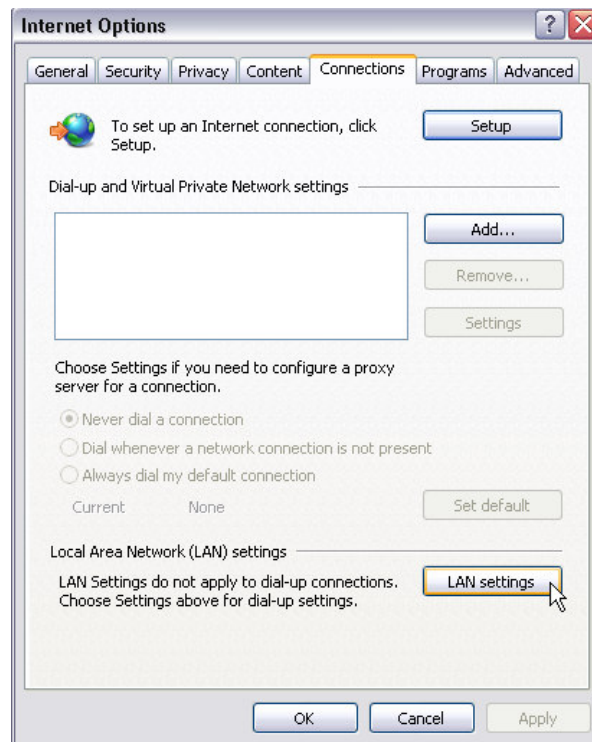 Internet Options
General Security Privacy Content Connections Programs Advanced
To set up an Internet connection, click
Setup.
Setup
Dial-up and Virtual Private Network settings
Add...
Remove...
Settings
Choose Settings if you need to configure a proxy
server for a connection.
Never dial a connection
Dial whenever a network connection is not present
Always dial my default connection
Current None
Set default
Local Area Network (LAN) settings
LAN Settings do not apply to dial-up connections.
Choose Settings above for dial-up settings.
LAN settings
OK Cancel Apply